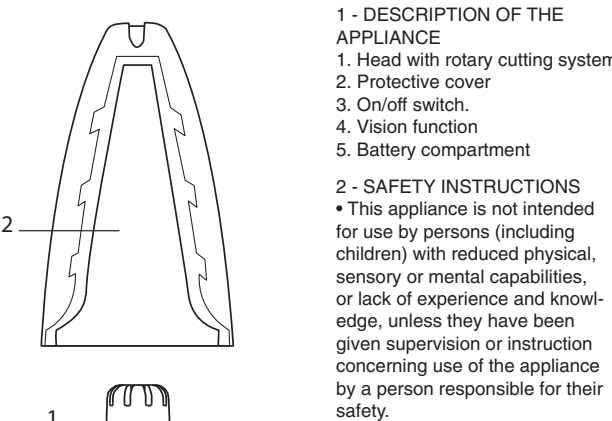 1 - DESCRIPTION OF THE
APPLIANCE
1. Head with rotary cutting system
2. Protective cover
3. On/off switch.
4. Vision function
5. Battery compartment
2 - SAFETY INSTRUCTIONS
• This appliance is not intended
for use by persons (including
children) with reduced physical,
sensory or mental capabilities,
or lack of experience and knowl-
edge, unless they have been
given supervision or instruction
concerning use of the appliance
by a person responsible for their
safety.
2
1